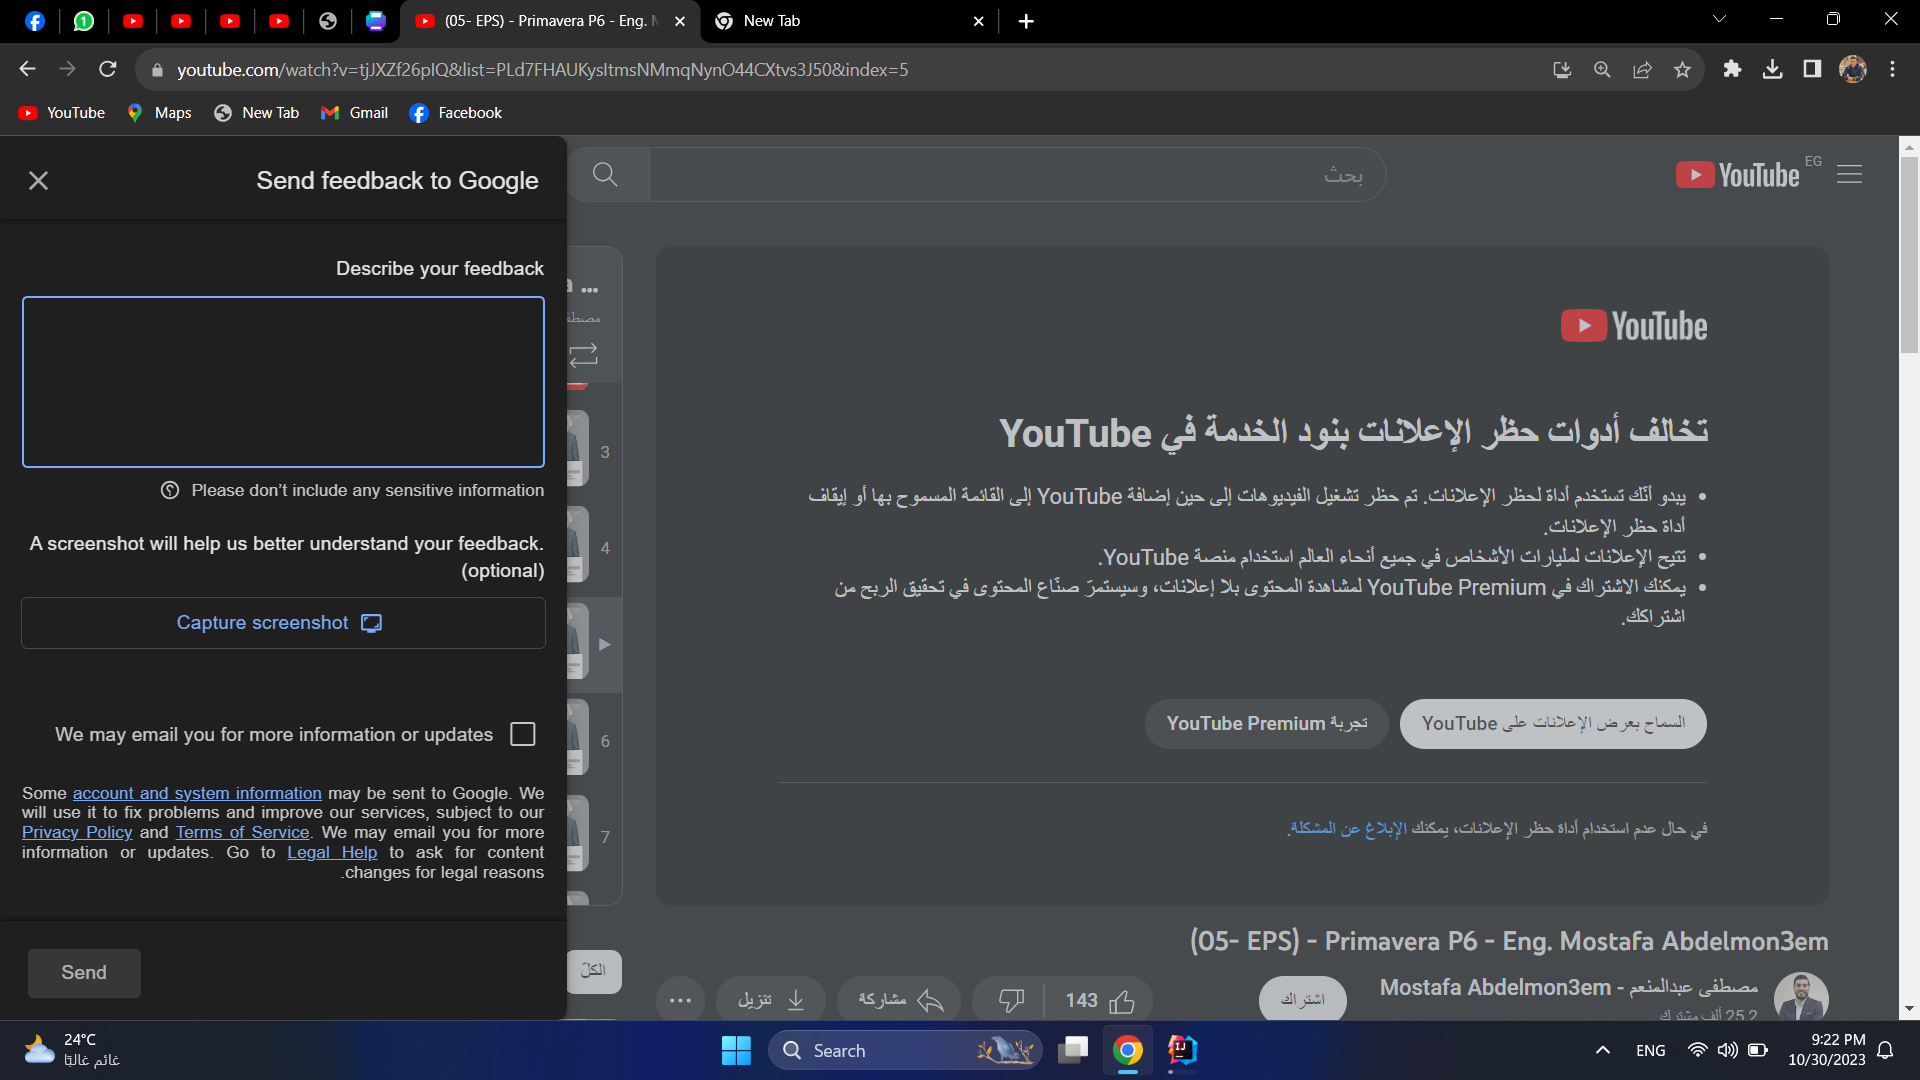 (05- EPS) - Primavera P6 - Eng. M
New Tab
youtube.com/watch?v=tjJXZf26pIQ&list=PLd7FHAUKysItmsNMmqNynO44CXtvs3J50&index=5
YouTube
Maps
New Tab
Gmail
Facebook
Send feedback to Google
Describe your feedback
Please don't include any sensitive information
A screenshot will help us better understand your feedback.
(optional)
Capture screenshot
We may email you for more information or updates
Some account and system information may be sent to Google. We
will use it to fix problems and improve our services, subject to our
Privacy Policy and Terms of Service. We may email you for more
information or updates. Go to Legal Help to ask for content
.changes for legal reasons
Send
بحث
YouTube EG
3
4
6
7
الكلّ
YouTube
تخالف أدوات حظر الإعلانات بنود الخدمة في YouTube
• يبدو أنّك تستخدم أداة لحظر الإعلانات. تم حظر تشغيل الفيديوهات إلى حين إضافة YouTube إلى القائمة المسموح بها أو إيقاف
أداة حظر الإعلانات.
• تتيح الإعلانات لمليارات الأشخاص في جميع أنحاء العالم استخدام منصة YouTube.
• يمكنك الاشتراك في YouTube Premium لمشاهدة المحتوى بلا إعلانات، وسيستمرّ صنّاع المحتوى في تحقيق الربح من
اشتراكك.
السماح بعرض الإعلانات على YouTube
تجربة YouTube Premium
في حال عدم استخدام أداة حظر الإعلانات، يمكنك الإبلاغ عن المشكلة.
(05- EPS) - Primavera P6 - Eng. Mostafa Abdelmon3em
مصطفى عبدالمنعم - Mostafa Abdelmon3em
25.2 ألف مشترك
اشتراك
143
مشاركة
تنزيل
24°C
غائم غالبًا
Search
ENG
9:22 PM
10/30/2023